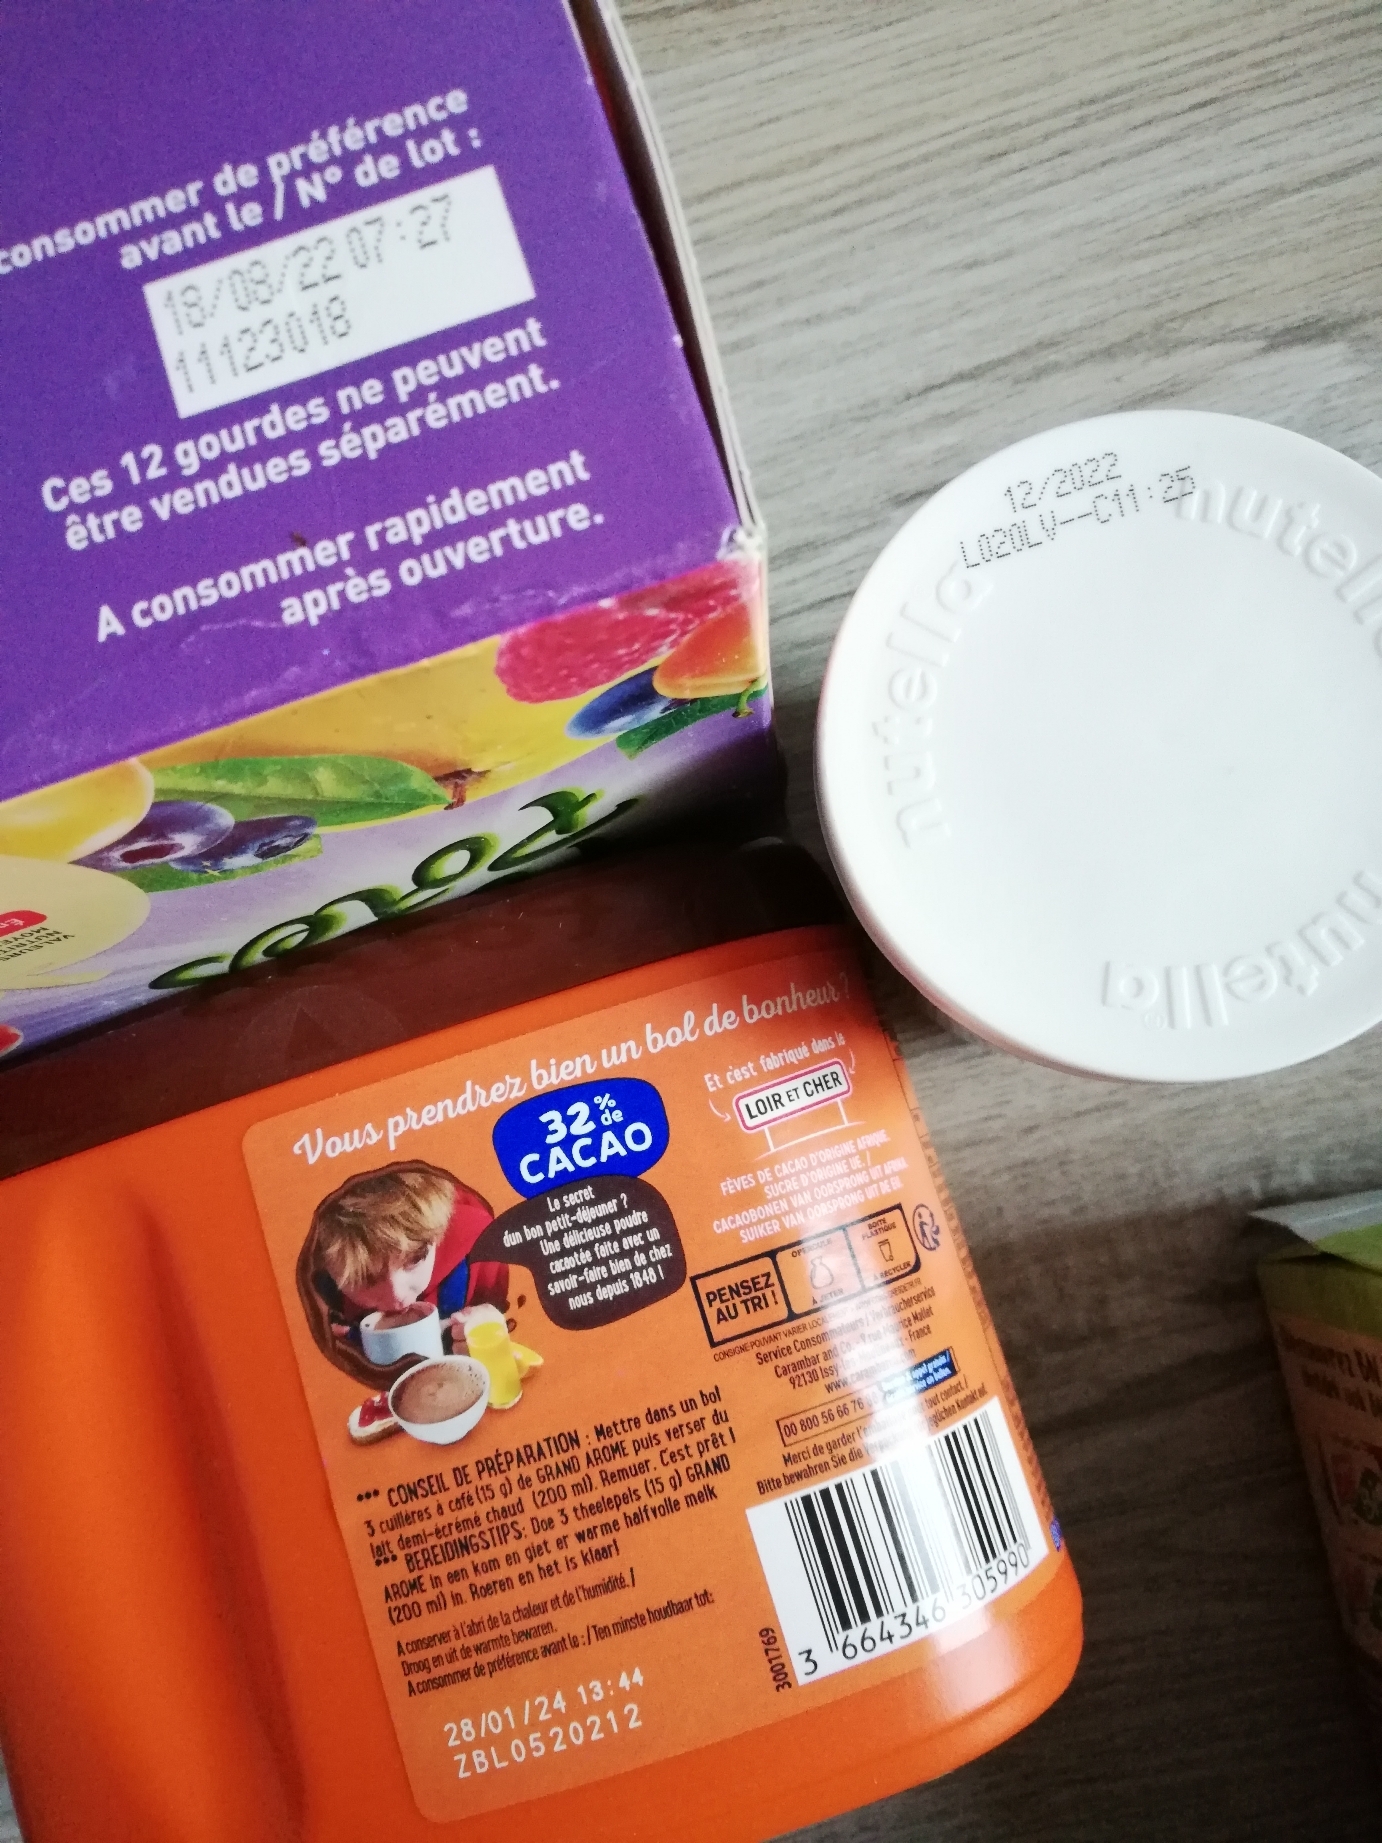 consommer de préférence
avant le / N° de lot :
18/08/22 07:27
11123018
Ces 12 gourdes ne peuvent
être vendues séparément.
A consommer rapidement
après ouverture.
12/2022
L020LV--C11:25
nutella
nutella
nutella
nutella
Vous prendrez bien un bol de bonheur ?
32% de
CACAO
Le secret
d'un bon petit-déjeuner ?
Une délicieuse poudre
cacaotée faite avec un
savoir-faire bien de chez
nous depuis 1848 !
Et c'est fabriqué dans le
LOIR ET CHER
FÈVES DE CACAO D'ORIGINE AFRIQUE.
SUCRE D'ORIGINE UE. /
CACAOBONEN VAN OORSPRONG UIT AFRIKA
SUIKER VAN OORSPRONG UIT DE EU.
PENSEZ
AU TRI !
OPERCULE
À JETER
BOITE
PLASTIQUE
À RECYCLER
CONSIGNE POUVANT VARIER
Service Consommateurs / Verbraucherservice
Carambar and Co - 9 rue Maurice Mallet
92130 Issy - France
00 800 56 66 76
Merci de garder
Bitte bewahren Sie die
••• CONSEIL DE PRÉPARATION : Mettre dans un bol
3 cuillères à café (15 g) de GRAND AROME puis verser du
lait demi-écrémé chaud (200 ml). Remuer. C'est prêt !
••• BEREIDINGSTIPS: Doe 3 theelepels (15 g) GRAND
AROME in een kom en giet er warme halfvolle melk
(200 ml) in. Roeren en het is klaar!
A conserver à l'abri de la chaleur et de l'humidité. /
Droog en uit de warmte bewaren.
A consommer de préférence avant le : / Ten minste houdbaar tot:
28/01/24 13:44
ZBL0520212
3001769
3 664346 305990